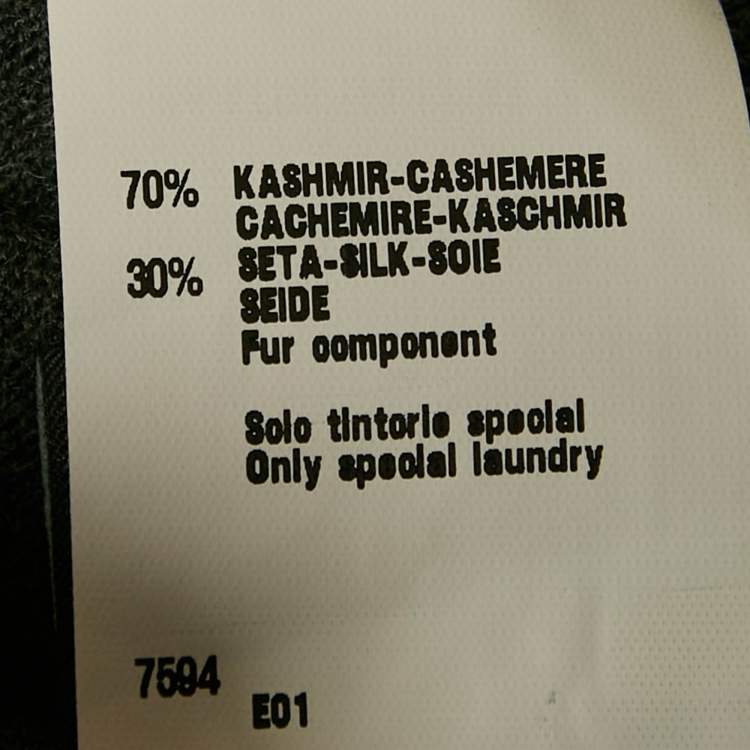 70% KASHMIR-CASHEMERE
CACHEMIRE-KASCHMIR
30% SETA-SILK-SOIE
SEIDE
Fur component
Solo tintorie special
Only special laundry
7594
E01